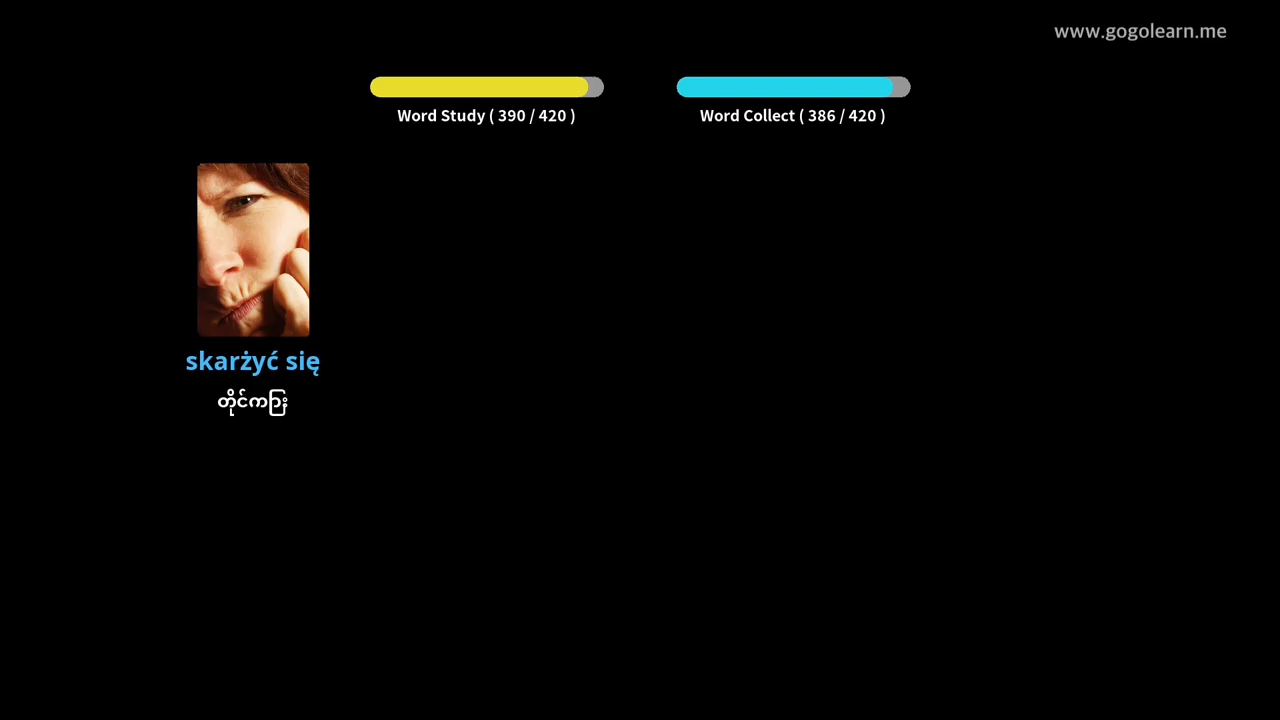 www.gogolearn.me
Word Study ( 390 / 420 )
Word Collect ( 386 / 420 )
skarżyć się
တိုင်ကြား